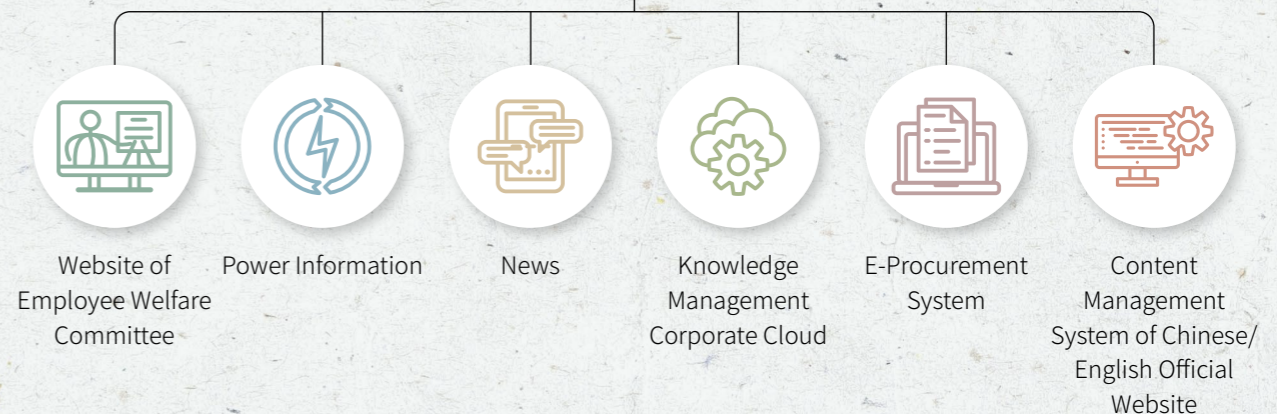 Website of
Employee Welfare
Committee
Power Information
News
Knowledge
Management
Corporate Cloud
E-Procurement
System
Content
Management
System of Chinese/
English Official
Website